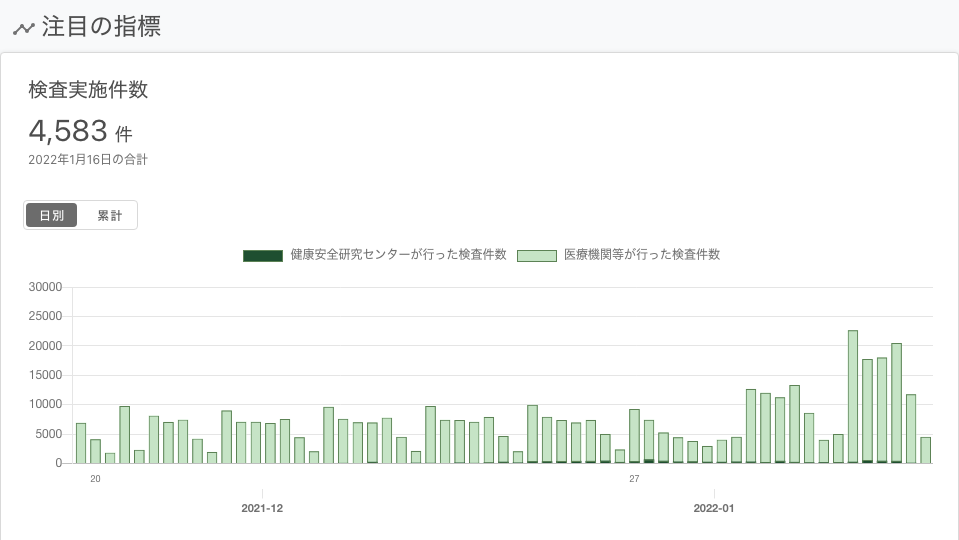 注目の指標
検査実施件数
4,583 件
2022年1月16日の合計
日別 累計
健康安全研究センターが行った検査件数 医療機関等が行った検査件数
30000
25000
20000
15000
10000
5000
0
20 27
2021-12 2022-01